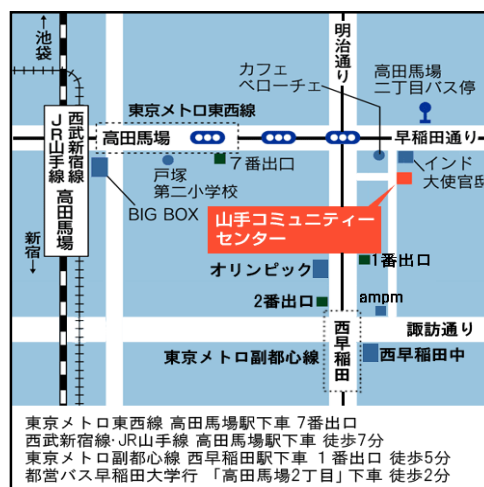 ↑池袋
明治通り
カフェ
ベローチェ
高田馬場
二丁目バス停
東京メトロ東西線
西武新宿線
JR山手線
高田馬場
高田馬場
早稲田通り
7番出口
戸塚
第二小学校
BIG BOX
インド
大使官邸
山手コミュニティー
センター
新宿↓
オリンピック
1番出口
2番出口
ampm
西早稲田
諏訪通り
東京メトロ副都心線
西早稲田中
東京メトロ東西線 高田馬場駅下車 7番出口
西武新宿線·JR山手線 高田馬場駅下車 徒歩7分
東京メトロ副都心線 西早稲田駅下車 1番出口 徒歩5分
都営バス早稲田大学行 「高田馬場2丁目」下車 徒歩2分